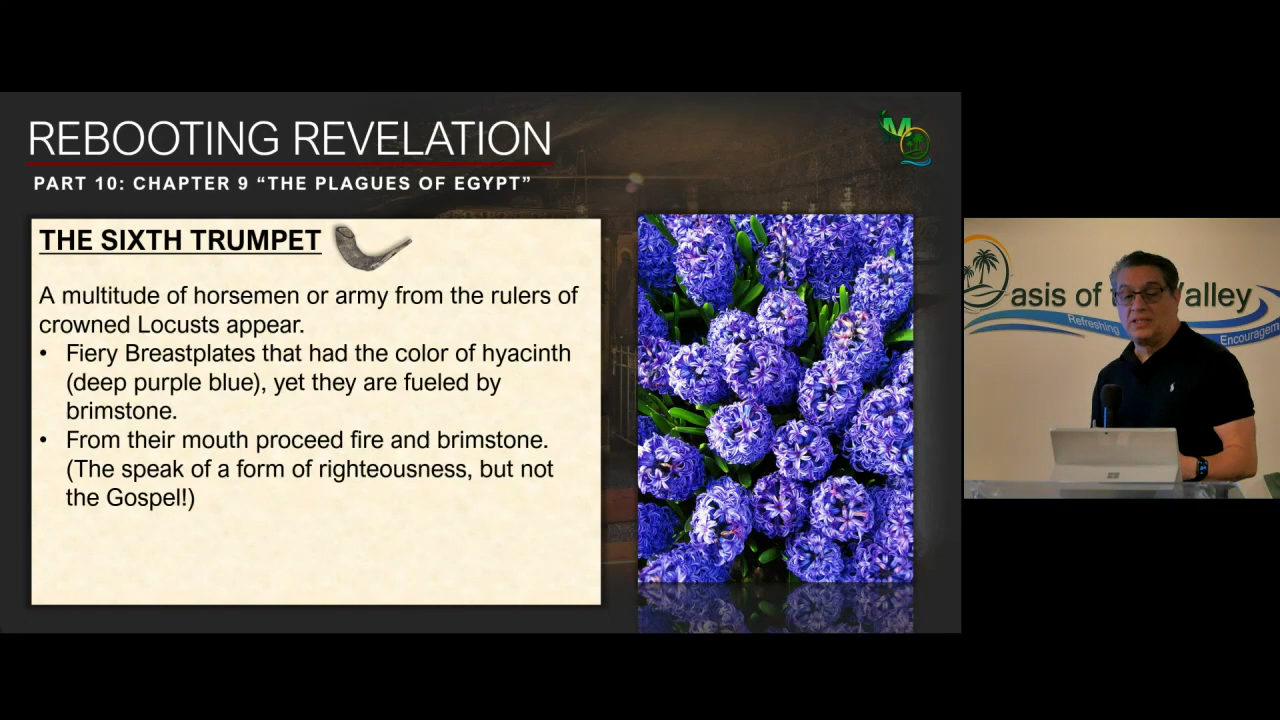 REBOOTING REVELATION
PART 10: CHAPTER 9 “THE PLAGUES OF EGYPT”
MO
THE SIXTH TRUMPET
A multitude of horsemen or army from the rulers of
crowned Locusts appear.
• Fiery Breastplates that had the color of hyacinth
(deep purple blue), yet they are fueled by
brimstone.
• From their mouth proceed fire and brimstone.
(The speak of a form of righteousness, but not
the Gospel!)
asis of alley
Refreshing